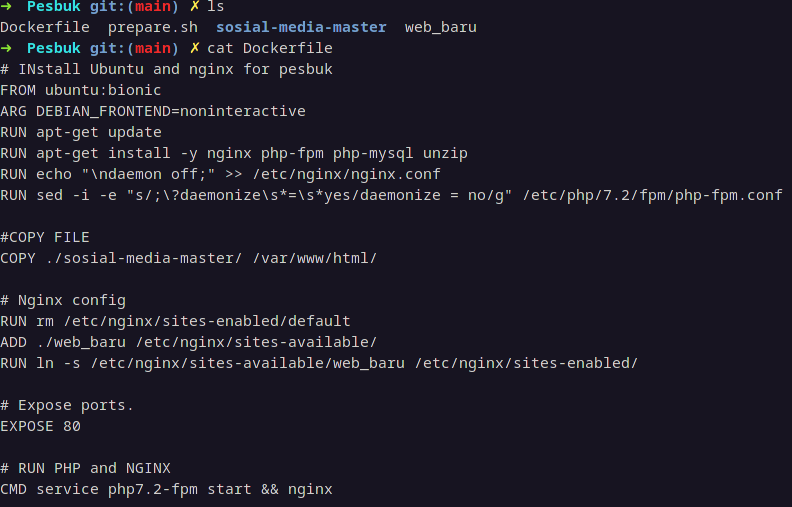 ➜ Pesbuk git:(main) ✗ ls
Dockerfile prepare.sh sosial-media-master web_baru
➜ Pesbuk git:(main) ✗ cat Dockerfile
# INstall Ubuntu and nginx for pesbuk
FROM ubuntu:bionic
ARG DEBIAN_FRONTEND=noninteractive
RUN apt-get update
RUN apt-get install -y nginx php-fpm php-mysql unzip
RUN echo "\ndaemon off;" >> /etc/nginx/nginx.conf
RUN sed -i -e "s/;\?daemonize\s*=\s*yes/daemonize = no/g" /etc/php/7.2/fpm/php-fpm.conf
#COPY FILE
COPY ./sosial-media-master/ /var/www/html/
# Nginx config
RUN rm /etc/nginx/sites-enabled/default
ADD ./web_baru /etc/nginx/sites-available/
RUN ln -s /etc/nginx/sites-available/web_baru /etc/nginx/sites-enabled/
# Expose ports.
EXPOSE 80
# RUN PHP and NGINX
CMD service php7.2-fpm start && nginx